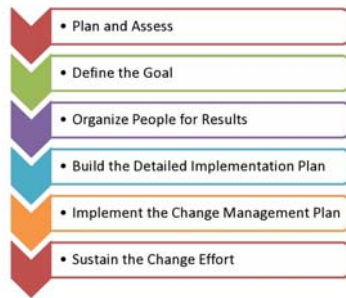 • Plan and Assess
• Define the Goal
• Organize People for Results
• Build the Detailed Implementation Plan
• Implement the Change Management Plan
• Sustain the Change Effort